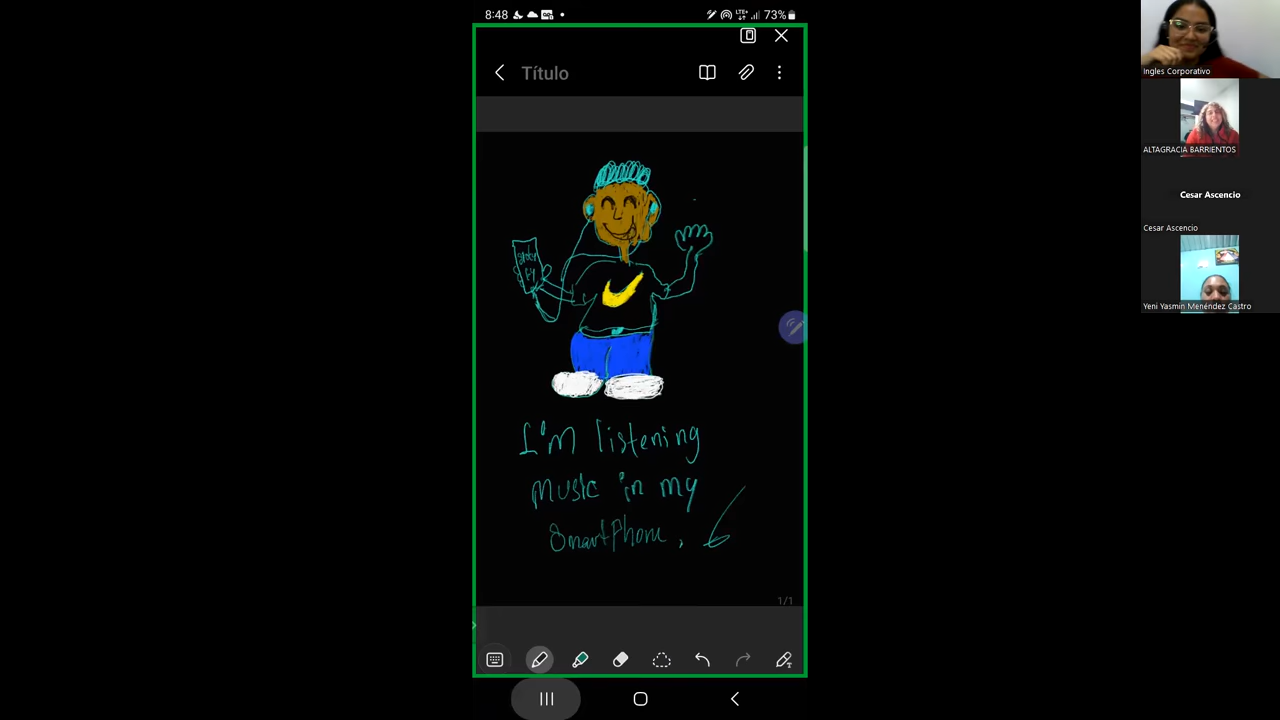 8:48
LTE+
73%
Título
I'm listening
music in my
smartphone.
1/1
Ingles Corporativo
ALTAGRACIA BARRIENTOS
Cesar Ascencio
Cesar Ascencio
Yeni Yasmin Menéndez Castro